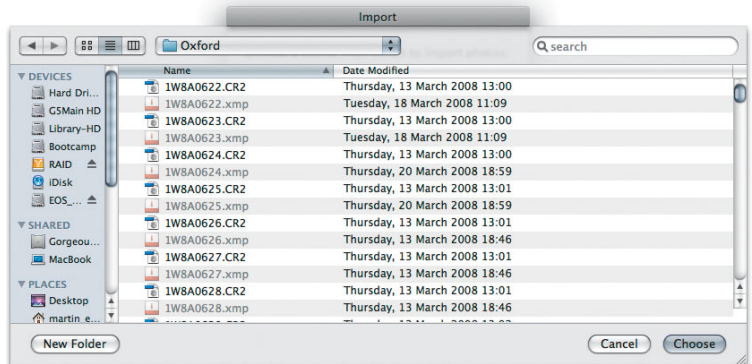 Import
Oxford
search
DEVICES
Hard Dri...
G5Main HD
Library-HD
Bootcamp
RAID
iDisk
EOS_...
SHARED
Gorgeou...
MacBook
PLACES
Desktop
martin_e...
Name Date Modified
1W8A0622.CR2 Thursday, 13 March 2008 13:00
1W8A0622.xmp Tuesday, 18 March 2008 11:09
1W8A0623.CR2 Thursday, 13 March 2008 13:00
1W8A0623.xmp Tuesday, 18 March 2008 11:09
1W8A0624.CR2 Thursday, 13 March 2008 13:00
1W8A0624.xmp Thursday, 20 March 2008 18:59
1W8A0625.CR2 Thursday, 13 March 2008 13:01
1W8A0625.xmp Thursday, 20 March 2008 18:59
1W8A0626.CR2 Thursday, 13 March 2008 13:01
1W8A0626.xmp Thursday, 13 March 2008 18:46
1W8A0627.CR2 Thursday, 13 March 2008 13:01
1W8A0627.xmp Thursday, 13 March 2008 18:46
1W8A0628.CR2 Thursday, 13 March 2008 13:01
1W8A0628.xmp Thursday, 13 March 2008 18:46
New Folder Cancel Choose